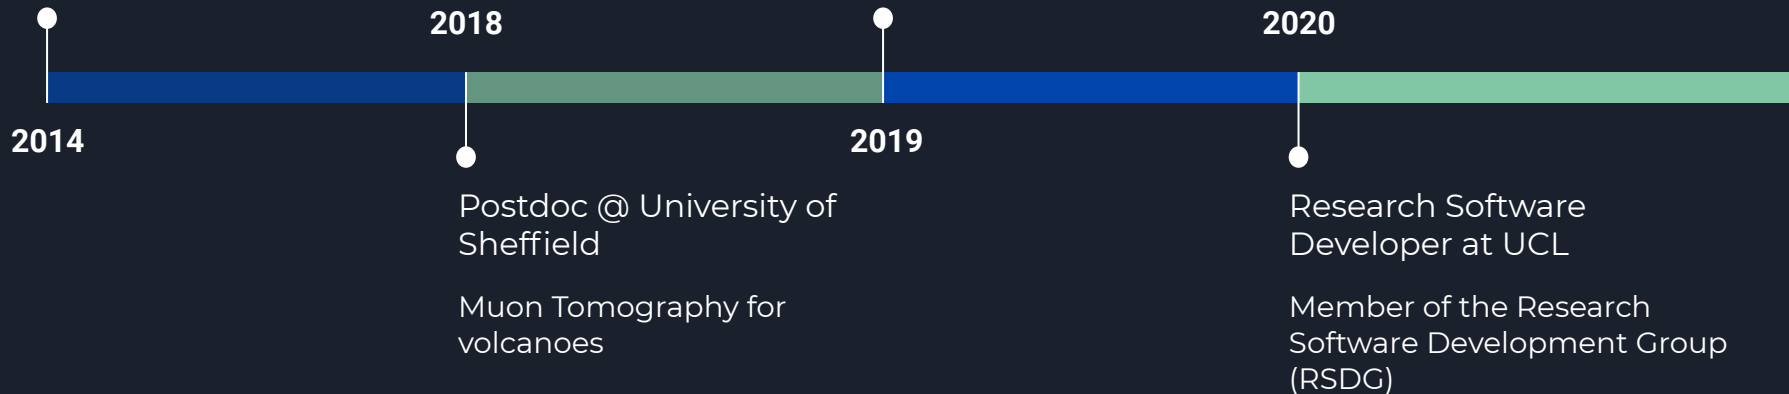 2018
2020
2014
2019
Postdoc @ University of
Sheffield
Muon Tomography for
volcanoes
Research Software
Developer at UCL
Member of the Research
Software Development Group
(RSDG)